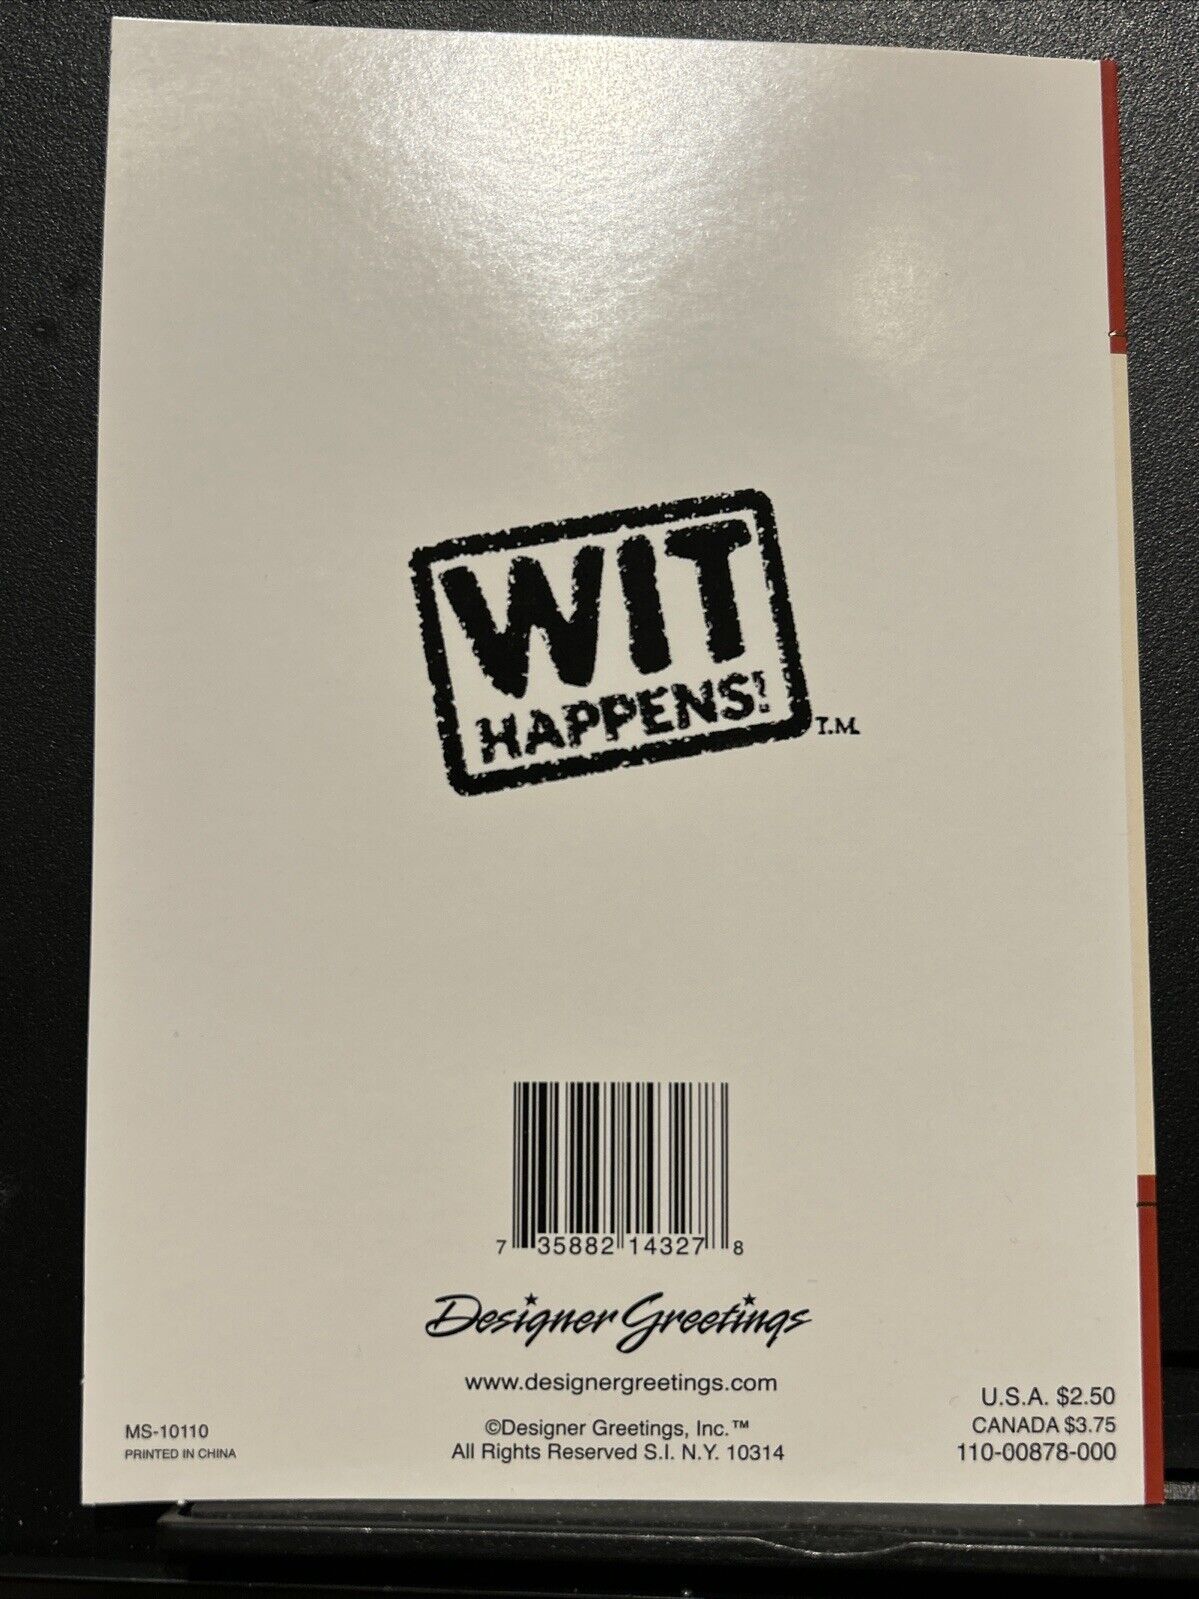 WIT
HAPPENS!
T.M.
7 35882 14327 8
Designer Greetings
www.designergreetings.com
©Designer Greetings, Inc.™
All Rights Reserved S.I. N.Y. 10314
MS-10110
PRINTED IN CHINA
U.S.A. $2.50
CANADA $3.75
110-00878-000